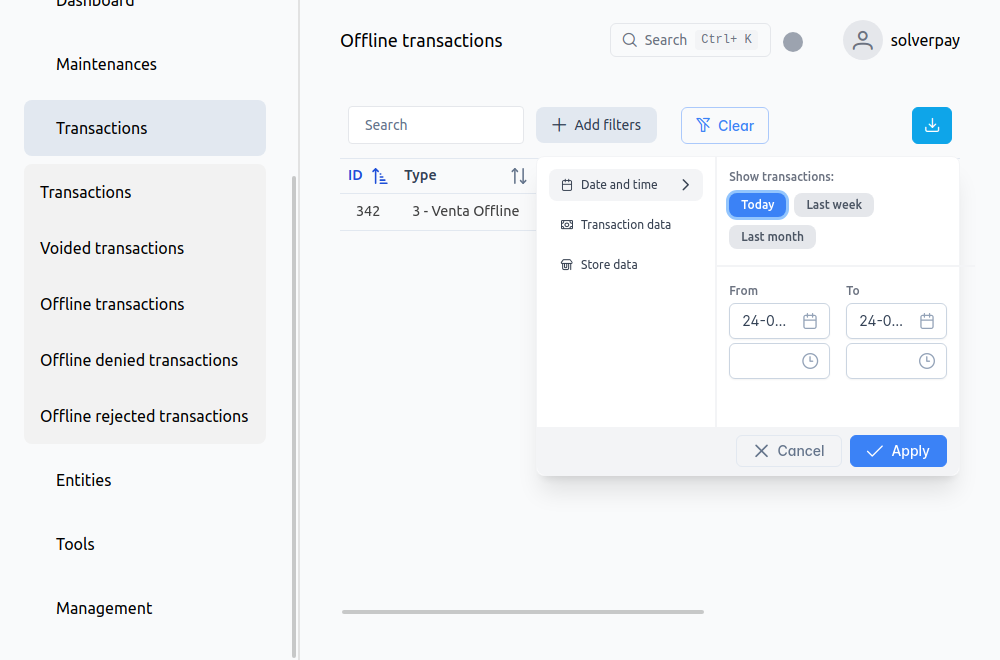 Dashboard
Maintenances
Transactions
Transactions
Voided transactions
Offline transactions
Offline denied transactions
Offline rejected transactions
Entities
Tools
Management
Offline transactions
Search Ctrl+ K
solverpay
Search
Add filters
Clear
ID Type
342 3 - Venta Offline
Date and time
Transaction data
Store data
Show transactions:
Today Last week
Last month
From To
24-0... 24-0...
Cancel Apply